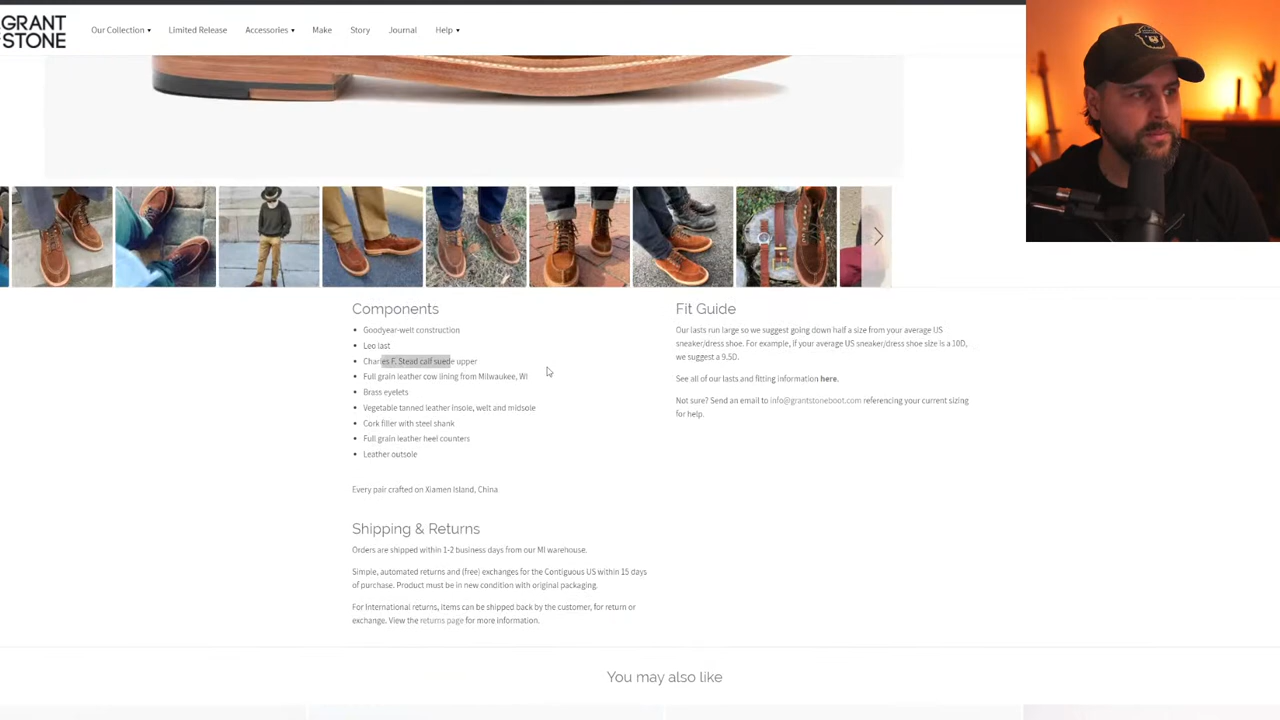 GRANT
STONE
Our Collection
Limited Release
Accessories
Make
Story
Journal
Help
Components
Goodyear-welt construction
Leo last
Charles F. Stead calf suede upper
Full grain leather cow lining from Milwaukee, WI
Brass eyelets
Vegetable tanned leather insole, welt and midsole
Cork filler with steel shank
Full grain leather heel counters
Leather outsole
Every pair crafted on Xiamen Island, China
Fit Guide
Our lasts run large so we suggest going down half a size from your average US
sneaker/dress shoe. For example, if your average US sneaker/dress shoe size is a 10D,
we suggest a 9.5D.
See all of our lasts and fitting information here.
Not sure? Send an email to info@grantstoneboot.com referencing your current sizing
for help.
Shipping & Returns
Orders are shipped within 1-2 business days from our MI warehouse.
Simple, automated returns and (free) exchanges for the Contiguous US within 15 days
of purchase. Product must be in new condition with original packaging.
For International returns, items can be shipped back by the customer, for return or
exchange. View the returns page for more information.
You may also like